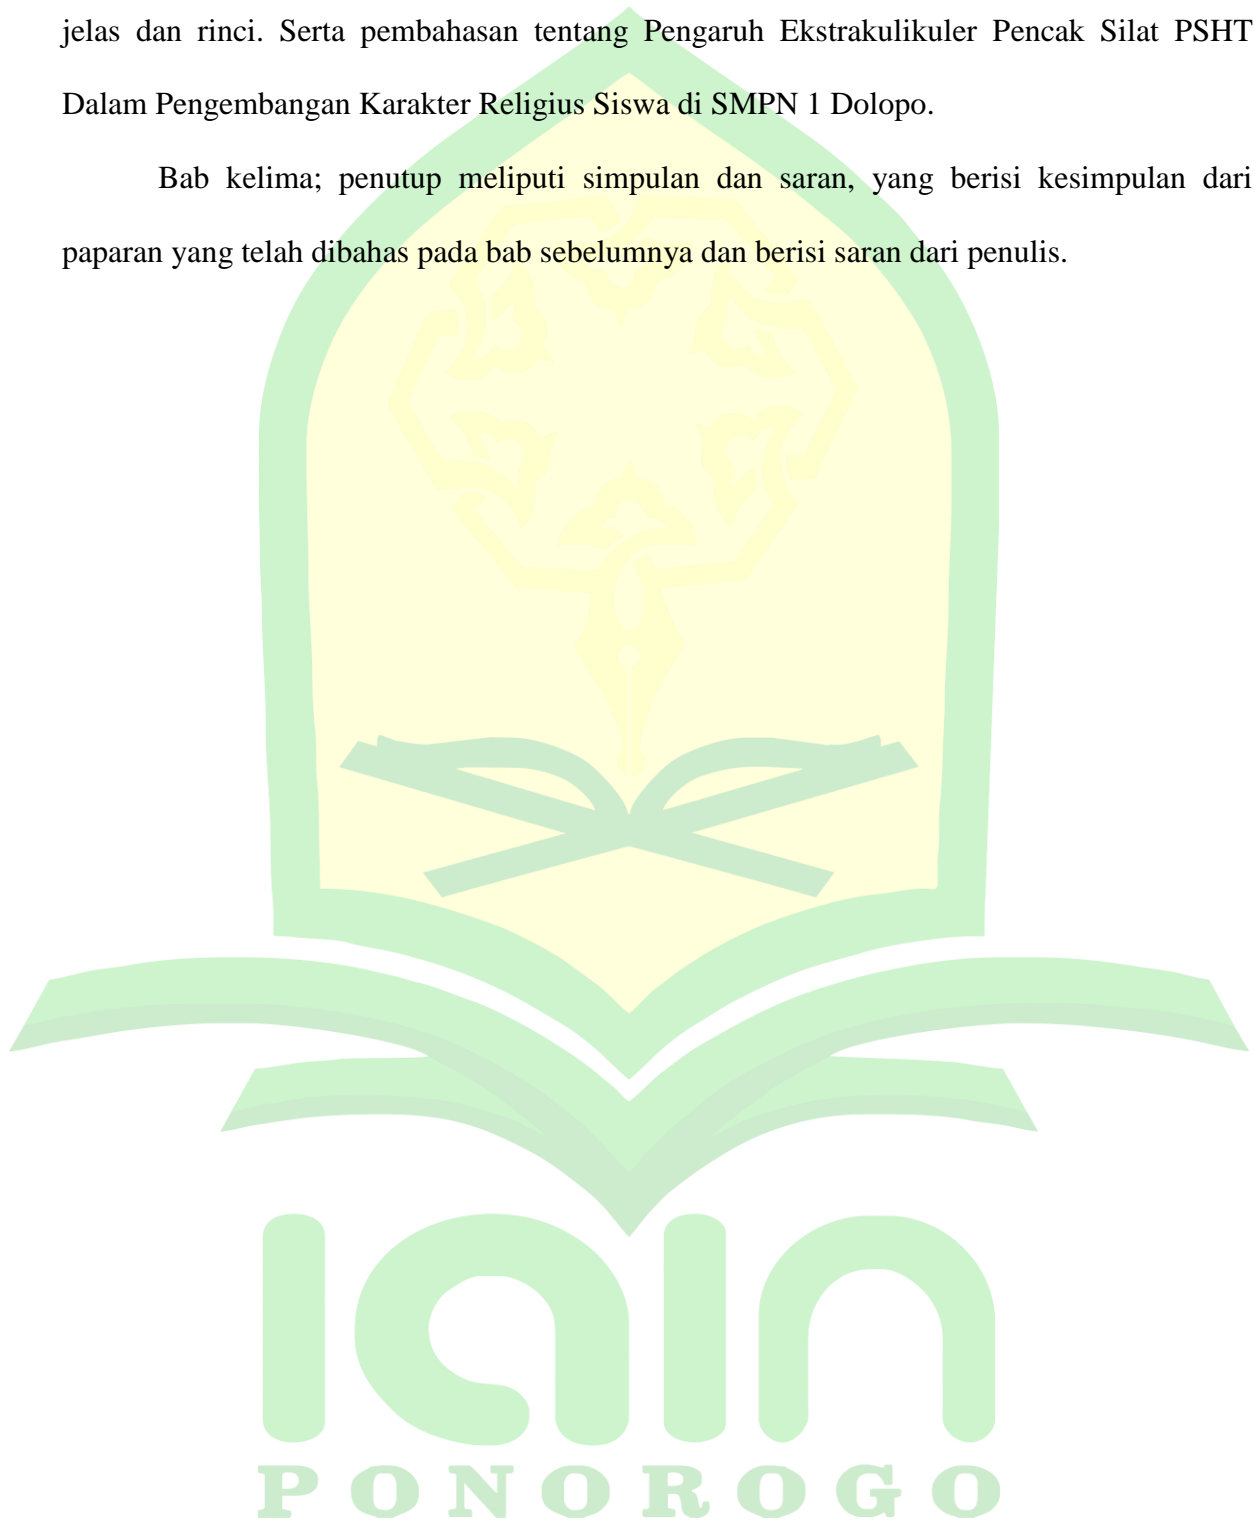 jelas dan rinci. Serta pembahasan tentang Pengaruh Ekstrakulikuler Pencak Silat PSHT
Dalam Pengembangan Karakter Religius Siswa di SMPN 1 Dolopo.
Bab kelima; penutup meliputi simpulan dan saran, yang berisi kesimpulan dari
paparan yang telah dibahas pada bab sebelumnya dan berisi saran dari penulis.
iain
PONOROGO